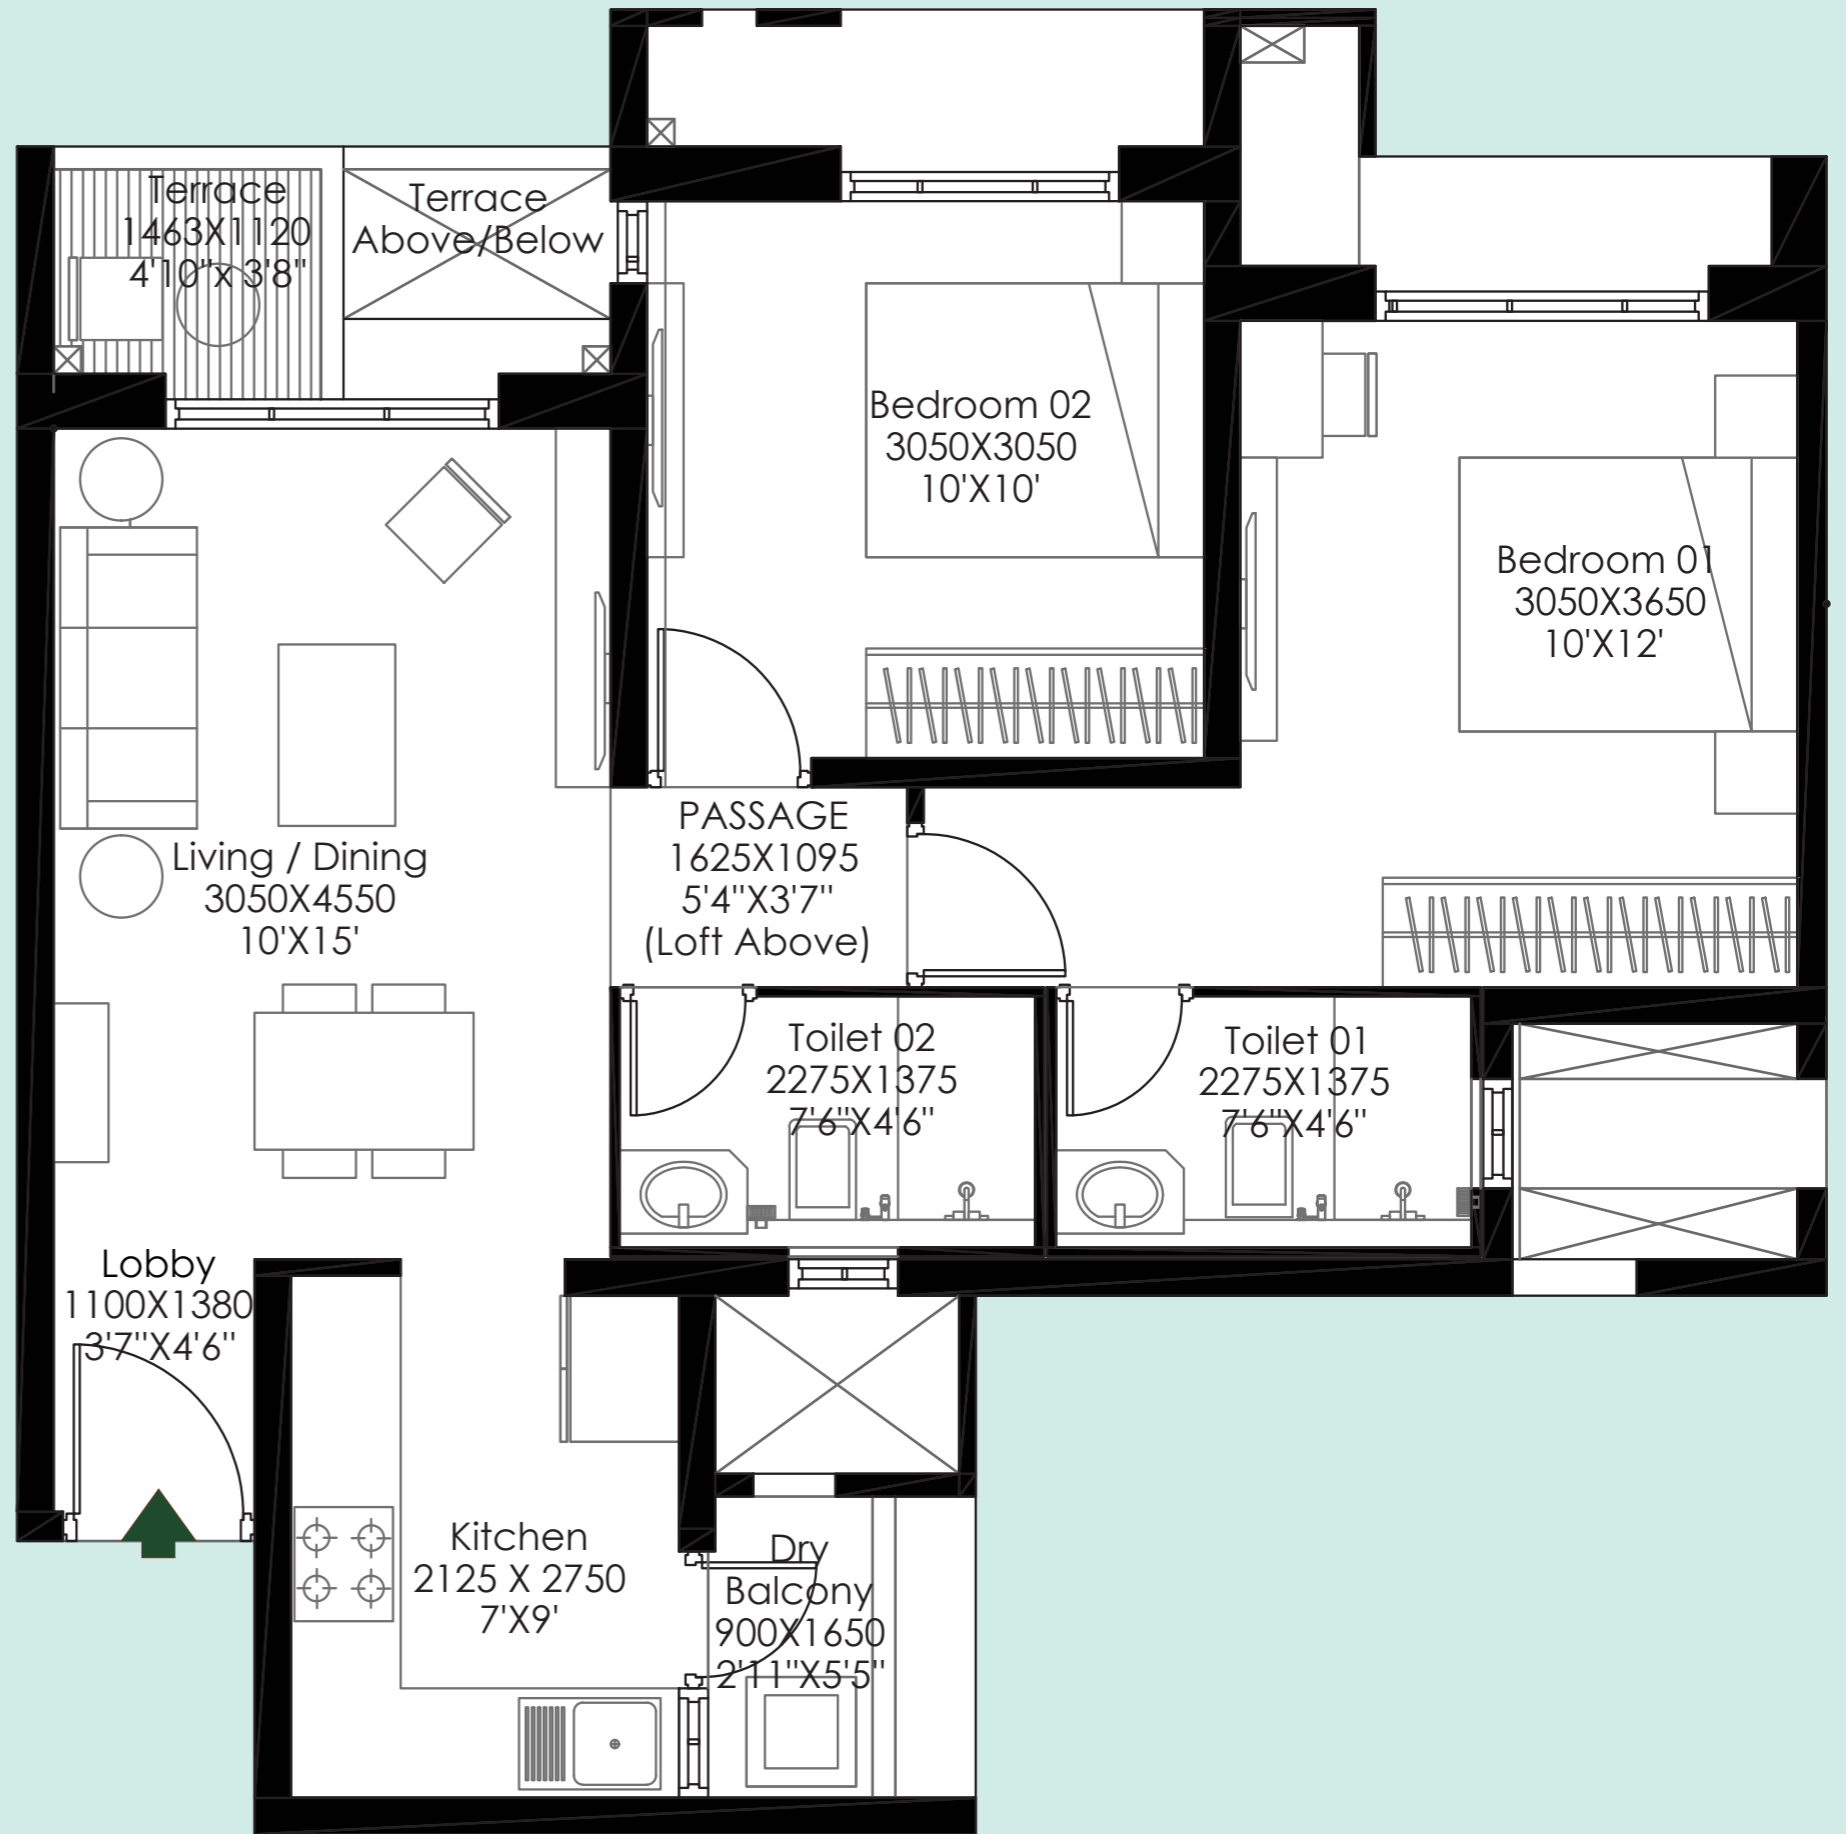 Terrace
1463X1120
4'10"x 3'8"
Terrace
Above/Below
Bedroom 02
3050X3050
10'X10'
Bedroom 01
3050X3650
10'X12'
PASSAGE
1625X1095
5'4"X3'7"
(Loft Above)
Living / Dining
3050X4550
10'X15'
Toilet 02
2275X1375
7'6"X4'6"
Toilet 01
2275X1375
7'6"X4'6"
Lobby
1100X1380
3'7"X4'6"
Kitchen
2125 X 2750
7'X9'
Dry
Balcony
900X1650
2'11"X5'5"